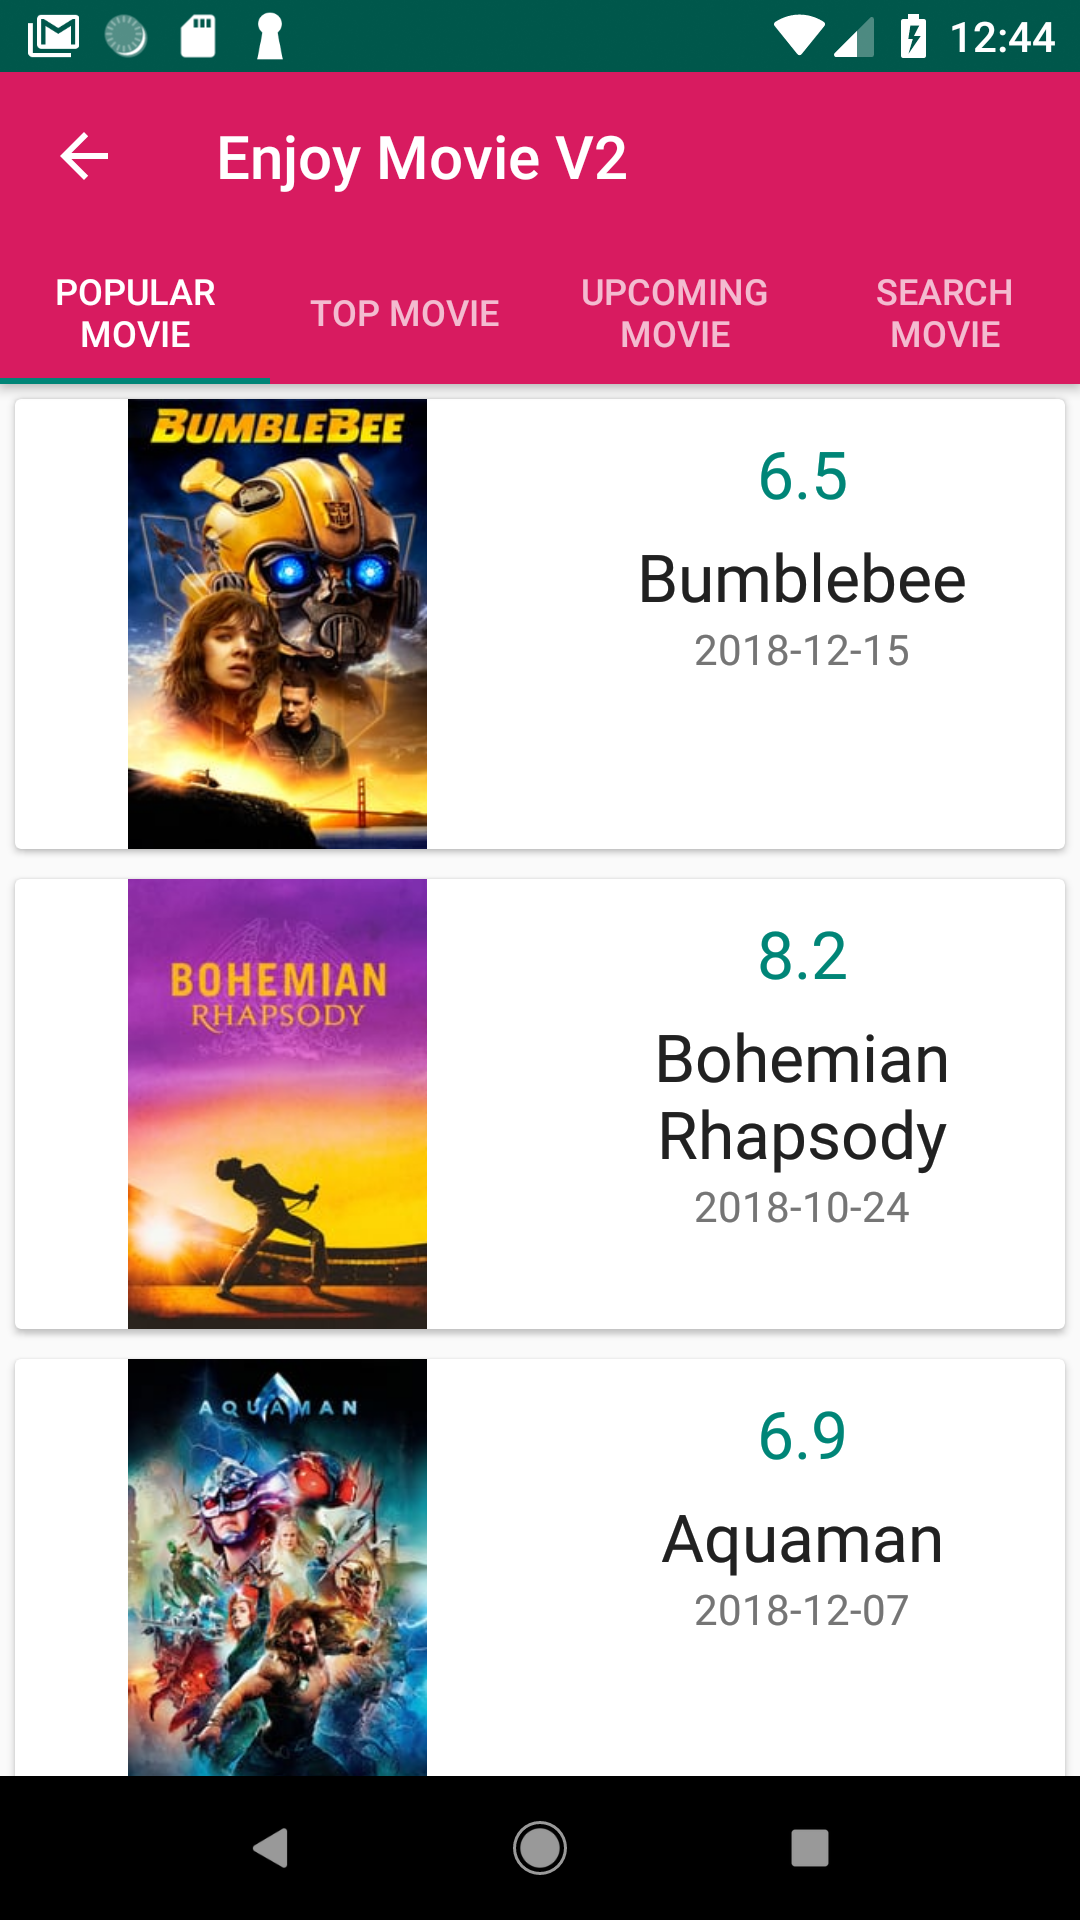 12:44
Enjoy Movie V2
POPULAR
MOVIE
TOP MOVIE
UPCOMING
MOVIE
SEARCH
MOVIE
BUMBLEBEE
6.5
Bumblebee
2018-12-15
BOHEMIAN
RHAPSODY
8.2
Bohemian
Rhapsody
2018-10-24
AQUAMAN
6.9
Aquaman
2018-12-07